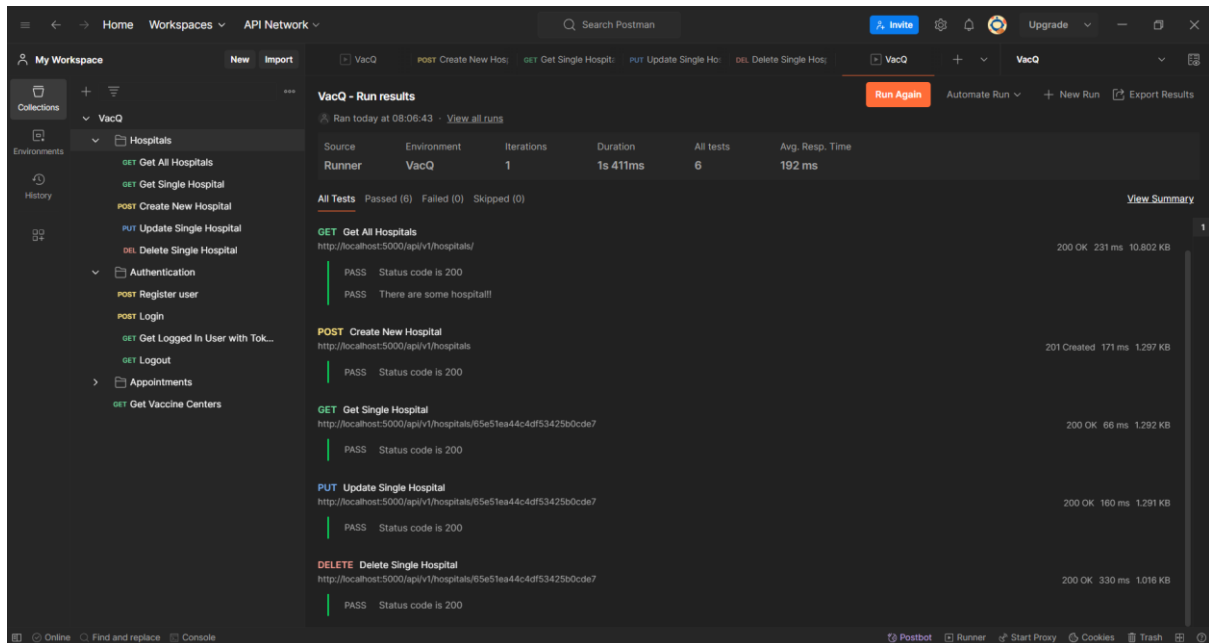 Home Workspaces API Network Search Postman Invite Upgrade
My Workspace New Import
VacQ POST Create New Hos GET Get Single Hospit PUT Update Single Ho DEL Delete Single Hos VacQ VacQ
Collections
Environments
History
VacQ
Hospitals
GET Get All Hospitals
GET Get Single Hospital
POST Create New Hospital
PUT Update Single Hospital
DEL Delete Single Hospital
Authentication
POST Register user
POST Login
GET Get Logged In User with Tok...
GET Logout
Appointments
GET Get Vaccine Centers
VacQ - Run results
Run Again Automate Run + New Run Export Results
Ran today at 08:06:43 · View all runs
Source Environment Iterations Duration All tests Avg. Resp. Time
Runner VacQ 1 1s 411ms 6 192 ms
All Tests Passed (6) Failed (0) Skipped (0) View Summary
1
GET Get All Hospitals
http://localhost:5000/api/v1/hospitals/ 200 OK 231 ms 10.802 KB
PASS Status code is 200
PASS There are some hospital!!
POST Create New Hospital
http://localhost:5000/api/v1/hospitals 201 Created 171 ms 1.297 KB
PASS Status code is 200
GET Get Single Hospital
http://localhost:5000/api/v1/hospitals/65e51ea44c4df53425b0cde7 200 OK 66 ms 1.292 KB
PASS Status code is 200
PUT Update Single Hospital
http://localhost:5000/api/v1/hospitals/65e51ea44c4df53425b0cde7 200 OK 160 ms 1.291 KB
PASS Status code is 200
DELETE Delete Single Hospital
http://localhost:5000/api/v1/hospitals/65e51ea44c4df53425b0cde7 200 OK 330 ms 1.016 KB
PASS Status code is 200
Online Find and replace Console Postbot Runner Start Proxy Cookies Trash